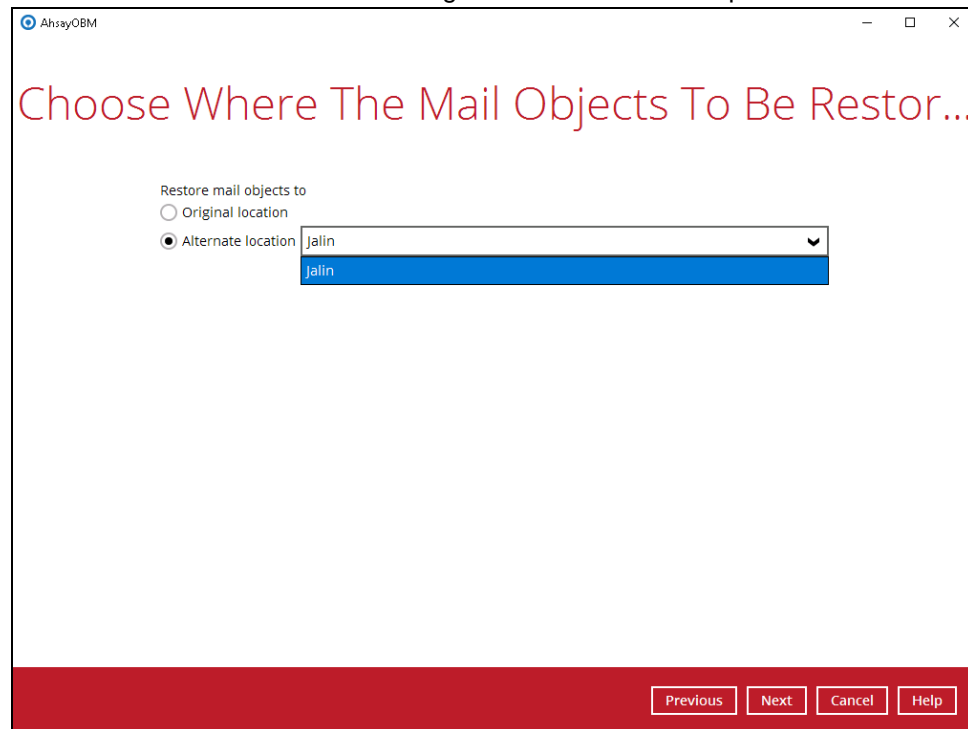 AhsayOBM
Choose Where The Mail Objects To Be Restor...
Restore mail objects to
Original location
Alternate location Jalin
Jalin
Previous Next Cancel Help